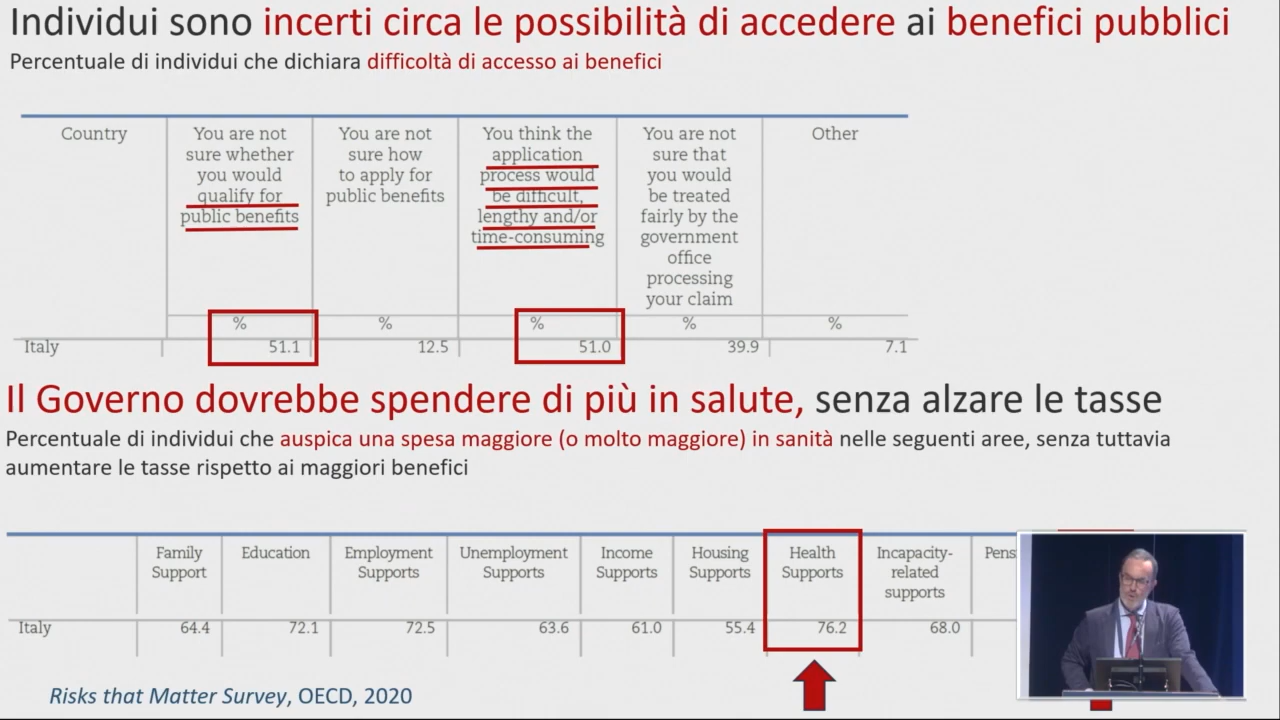 Individui sono incerti circa le possibilità di accedere ai benefici pubblici
Percentuale di individui che dichiara difficoltà di accesso ai benefici
Country
You are not
sure whether
you would
qualify for
public benefits
You are not
sure how
to apply for
public benefits
You think the
application
process would
be difficult,
lengthy and/or
time-consuming
You are not
sure that
you would
be treated
fairly by the
government
office
processing
your claim
Other
% % % % %
Italy 51.1 12.5 51.0 39.9 7.1
Il Governo dovrebbe spendere di più in salute, senza alzare le tasse
Percentuale di individui che auspica una spesa maggiore (o molto maggiore) in sanità nelle seguenti aree, senza tuttavia
aumentare le tasse rispetto ai maggiori benefici
Family
Support
Education
Employment
Supports
Unemployment
Supports
Income
Supports
Housing
Supports
Health
Supports
Incapacity-
related
supports
Italy 64.4 72.1 72.5 63.6 61.0 55.4 76.2 68.0
Risks that Matter Survey, OECD, 2020